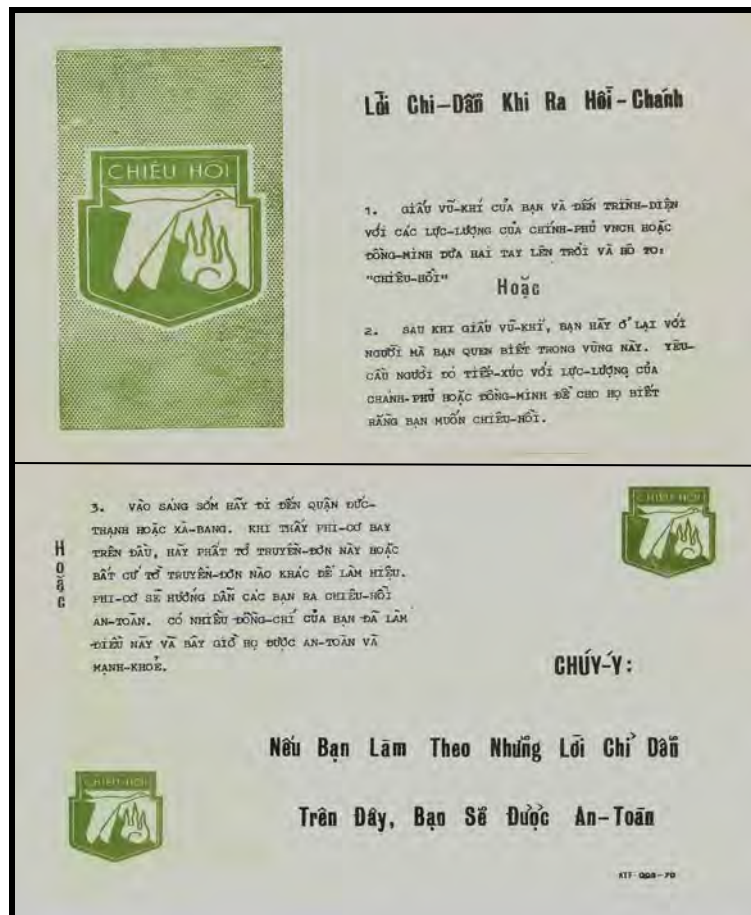 CHIÊU HỒI
Lời Chỉ-Dẫn Khi Ra Hồi-Chánh
1. GIẤU VŨ-KHÍ CỦA BẠN VÀ ĐẾN TRÌNH-DIỆN
VỚI CÁC LỰC-LƯỢNG CỦA CHÍNH-PHỦ VNCH HOẶC
ĐỒNG-MINH ĐƯA HAI TAY LÊN TRỜI VÀ HÔ TO:
"CHIÊU-HỒI"
Hoặc
2. SAU KHI GIẤU VŨ-KHÍ, BẠN HÃY Ở LẠI VỚI
NGƯỜI MÀ BẠN QUEN BIẾT TRONG VÙNG NÀY. YÊU-
CẦU NGƯỜI ĐÓ TIẾP-XÚC VỚI LỰC-LƯỢNG CỦA
CHÁNH-PHỦ HOẶC ĐỒNG-MINH ĐỂ CHO HỌ BIẾT
RẰNG BẠN MUỐN CHIÊU-HỒI.
Hoặc
3. VÀO SÁNG SỚM HÃY ĐI ĐẾN QUẬN ĐỨC-
THẠNH HOẶC XÀ-BANG. KHI THẤY PHI-CƠ BAY
TRÊN ĐẦU, HÃY PHẤT TỜ TRUYỀN-ĐƠN NÀY HOẶC
BẤT CỨ TỜ TRUYỀN-ĐƠN NÀO KHÁC ĐỂ LÀM HIỆU.
PHI-CƠ SẼ HƯỚNG DẪN CÁC BẠN RA CHIÊU-HỒI
AN-TOÀN. CÓ NHIỀU ĐỒNG-CHÍ CỦA BẠN ĐÃ LÀM
ĐIỀU NÀY VÀ BÂY GIỜ HỌ ĐƯỢC AN-TOÀN VÀ
MẠNH-KHOẺ.
CHIÊU HỒI
CHÚY-Ý:
Nếu Bạn Làm Theo Những Lời Chỉ Dẫn
Trên Đây, Bạn Sẽ Được An-Toàn
CHIÊU HỒI